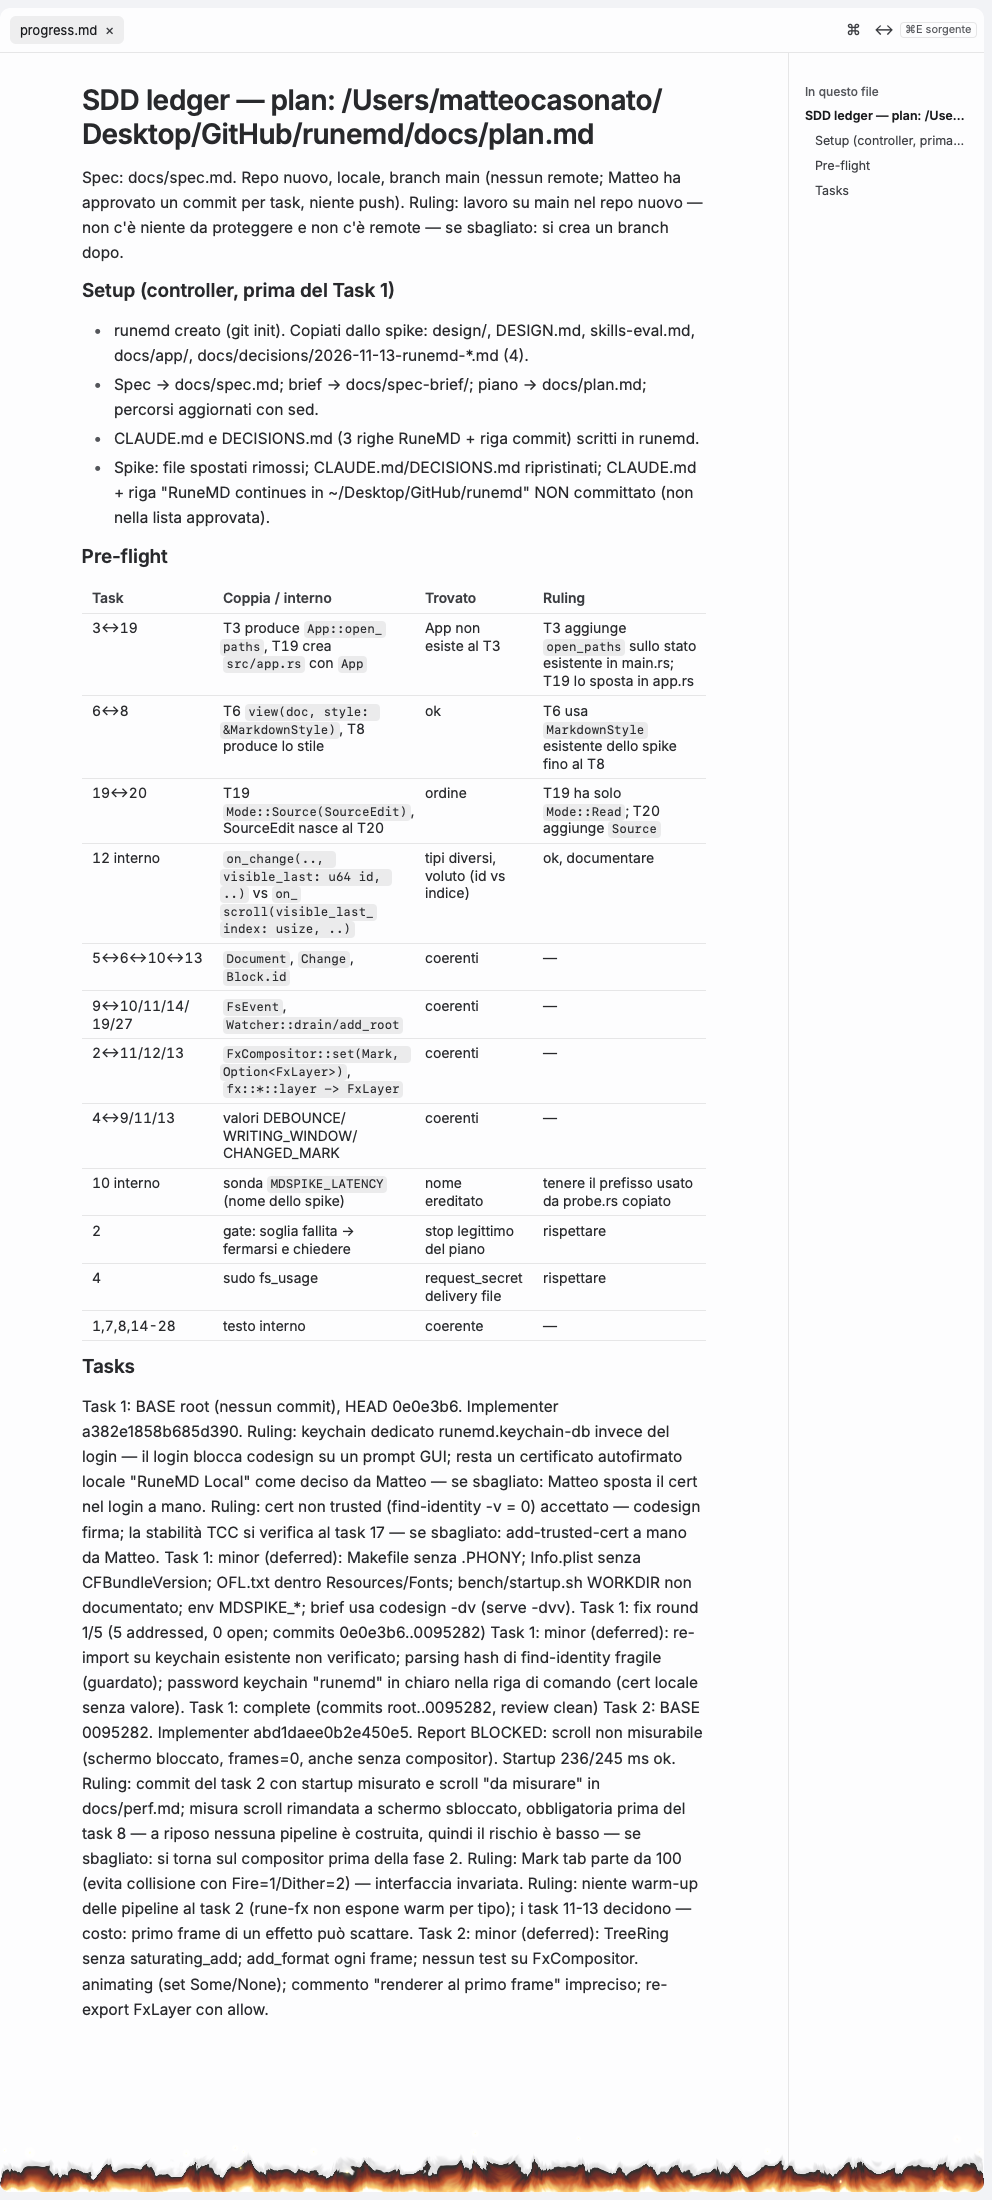 progress.md ×
⌘ ↔ ⌘E sorgente
SDD ledger — plan: /Users/matteocasonato/
Desktop/GitHub/runemd/docs/plan.md
Spec: docs/spec.md. Repo nuovo, locale, branch main (nessun remote; Matteo ha
approvato un commit per task, niente push). Ruling: lavoro su main nel repo nuovo —
non c'è niente da proteggere e non c'è remote — se sbagliato: si crea un branch
dopo.
Setup (controller, prima del Task 1)
• runemd creato (git init). Copiati dallo spike: design/, DESIGN.md, skills-eval.md,
docs/app/, docs/decisions/2026-11-13-runemd-*.md (4).
• Spec → docs/spec.md; brief → docs/spec-brief/; piano → docs/plan.md;
percorsi aggiornati con sed.
• CLAUDE.md e DECISIONS.md (3 righe RuneMD + riga commit) scritti in runemd.
• Spike: file spostati rimossi; CLAUDE.md/DECISIONS.md ripristinati; CLAUDE.md
+ riga "RuneMD continues in ~/Desktop/GitHub/runemd" NON committato (non
nella lista approvata).
Pre-flight
Task Coppia / interno Trovato Ruling
3↔19 T3 produce App::open_ App non T3 aggiunge
paths, T19 crea esiste al T3 open_paths sullo stato
src/app.rs con App esistente in main.rs;
T19 lo sposta in app.rs
6↔8 T6 view(doc, style: ok T6 usa
&MarkdownStyle), T8 MarkdownStyle
produce lo stile esistente dello spike
fino al T8
19↔20 T19 ordine T19 ha solo
Mode::Source(SourceEdit), Mode::Read; T20
SourceEdit nasce al T20 aggiunge Source
12 interno on_change(.., tipi diversi, ok, documentare
visible_last: u64 id, voluto (id vs
..) vs on_ indice)
scroll(visible_last_
index: usize, ..)
5↔6↔10↔13 Document, Change, coerenti —
Block.id
9↔10/11/14/ FsEvent, coerenti —
19/27 Watcher::drain/add_root
2↔11/12/13 FxCompositor::set(Mark, coerenti —
Option<FxLayer>),
fx::*::layer —> FxLayer
4↔9/11/13 valori DEBOUNCE/ coerenti —
WRITING_WINDOW/
CHANGED_MARK
10 interno sonda MDSPIKE_LATENCY nome tenere il prefisso usato
(nome dello spike) ereditato da probe.rs copiato
2 gate: soglia fallita → stop legittimo rispettare
fermarsi e chiedere del piano
4 sudo fs_usage request_secret rispettare
delivery file
1,7,8,14-28 testo interno coerente —
Tasks
Task 1: BASE root (nessun commit), HEAD 0e0e3b6. Implementer
a382e1858b685d390. Ruling: keychain dedicato runemd.keychain-db invece del
login — il login blocca codesign su un prompt GUI; resta un certificato autofirmato
locale "RuneMD Local" come deciso da Matteo — se sbagliato: Matteo sposta il cert
nel login a mano. Ruling: cert non trusted (find-identity -v = 0) accettato — codesign
firma; la stabilità TCC si verifica al task 17 — se sbagliato: add-trusted-cert a mano
da Matteo. Task 1: minor (deferred): Makefile senza .PHONY; Info.plist senza
CFBundleVersion; OFL.txt dentro Resources/Fonts; bench/startup.sh WORKDIR non
documentato; env MDSPIKE_*; brief usa codesign -dv (serve -dvv). Task 1: fix round
1/5 (5 addressed, 0 open; commits 0e0e3b6..0095282) Task 1: minor (deferred): re-
import su keychain esistente non verificato; parsing hash di find-identity fragile
(guardato); password keychain "runemd" in chiaro nella riga di comando (cert locale
senza valore). Task 1: complete (commits root..0095282, review clean) Task 2: BASE
0095282. Implementer abd1daee0b2e450e5. Report BLOCKED: scroll non misurabile
(schermo bloccato, frames=0, anche senza compositor). Startup 236/245 ms ok.
Ruling: commit del task 2 con startup misurato e scroll "da misurare" in
docs/perf.md; misura scroll rimandata a schermo sbloccato, obbligatoria prima del
task 8 — a riposo nessuna pipeline è costruita, quindi il rischio è basso — se
sbagliato: si torna sul compositor prima della fase 2. Ruling: Mark tab parte da 100
(evita collisione con Fire=1/Dither=2) — interfaccia invariata. Ruling: niente warm-up
delle pipeline al task 2 (rune-fx non espone warm per tipo); i task 11-13 decidono —
costo: primo frame di un effetto può scattare. Task 2: minor (deferred): TreeRing
senza saturating_add; add_format ogni frame; nessun test su FxCompositor.
animating (set Some/None); commento "renderer al primo frame" impreciso; re-
export FxLayer con allow.
In questo file
SDD ledger — plan: /Use...
Setup (controller, prima...
Pre-flight
Tasks